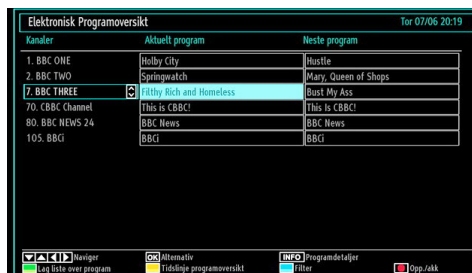 Elektronisk Programoversikt Tor 07/06 20:19
Kanaler Aktuelt program Neste program
1. BBC ONE Holby City Hustle
2. BBC TWO Springwatch Mary, Queen of Shops
7. BBC THREE Filthy Rich and Homeless Bust My Ass
70. CBBC Channel This is CBBC! This Is CBBC!
80. BBC NEWS 24 BBC News BBC News
105. BBCi BBCi BBCi
Naviger OK Alternativ INFO Programdetaljer
Lag liste over program Tidslinje programoversikt Filter Opp./akk